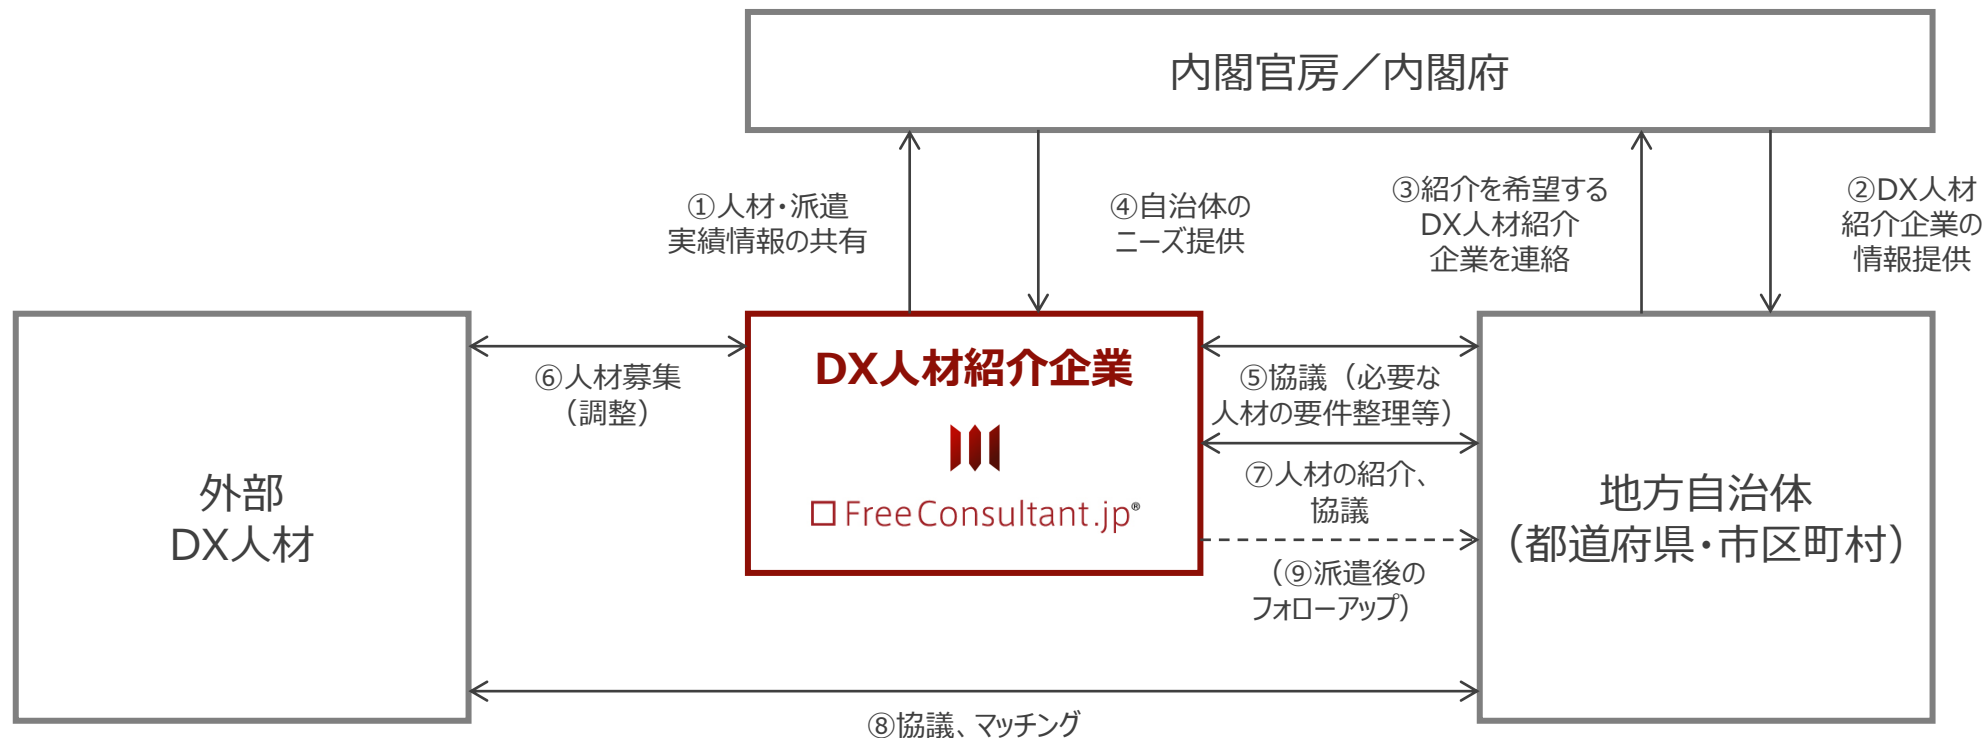 内閣官房／内閣府
①人材・派遣
実績情報の共有
④自治体の
ニーズ提供
③紹介を希望する
DX人材紹介
企業を連絡
②DX人材
紹介企業の
情報提供
外部
DX人材
⑥人材募集
（調整）
DX人材紹介企業
FreeConsultant.jp®
⑤協議（必要な
人材の要件整理等）
⑦人材の紹介、
協議
（⑨派遣後の
フォローアップ）
地方自治体
（都道府県・市区町村）
⑧協議、マッチング